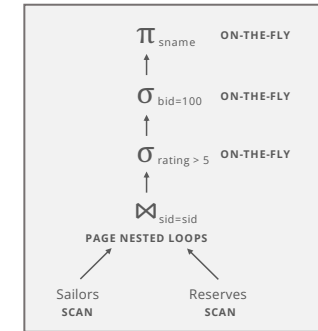 π sname ON-THE-FLY
σ bid=100 ON-THE-FLY
σ rating > 5 ON-THE-FLY
⋈ sid=sid
PAGE NESTED LOOPS
Sailors Reserves
SCAN SCAN